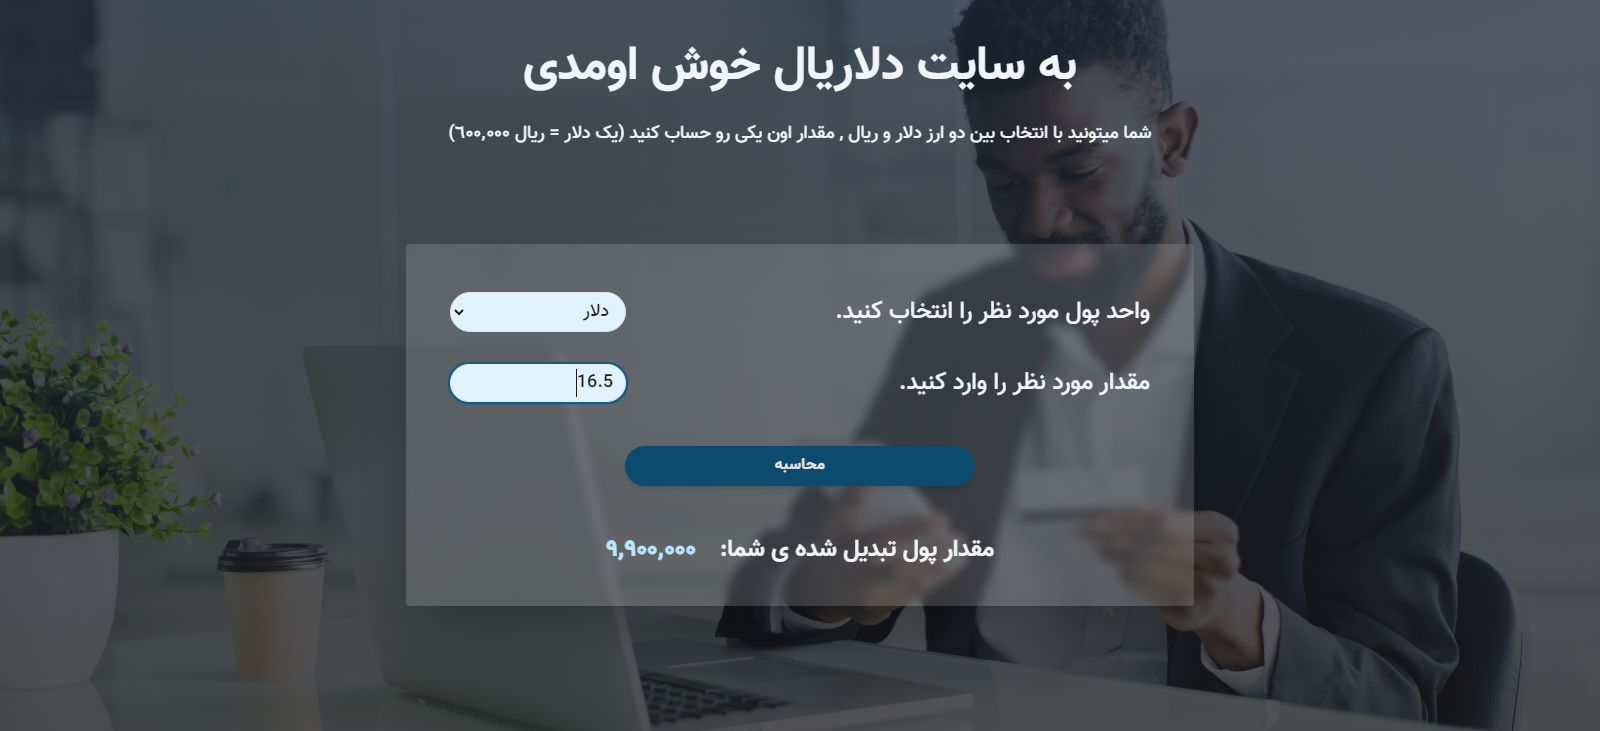 به سایت دلاریال خوش اومدی
شما میتونید با انتخاب بین دو ارز دلار و ریال , مقدار اون یکی رو حساب کنید (یک دلار = ریال ۶۰۰,۰۰۰)
واحد پول مورد نظر را انتخاب کنید.
دلار
مقدار مورد نظر را وارد کنید.
16.5
محاسبه
مقدار پول تبدیل شده ی شما: ۹,۹۰۰,۰۰۰